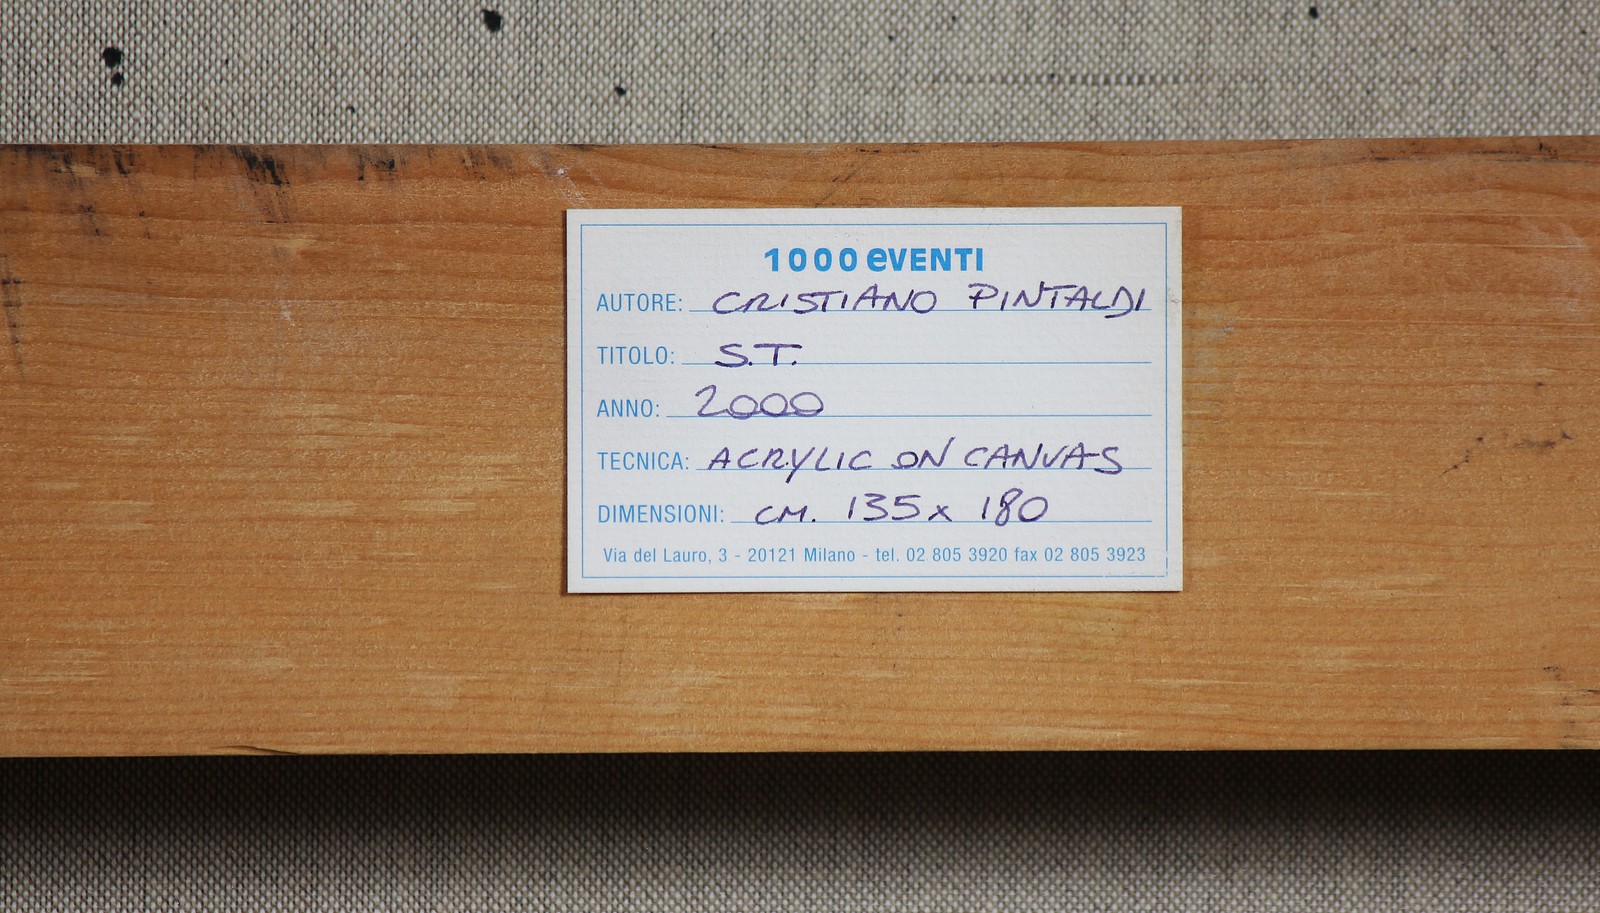 1000 eVENTI
AUTORE: CRISTIANO PINTALDI
TITOLO: S.T.
ANNO: 2000
TECNICA: ACRYLIC ON CANVAS
DIMENSIONI: CM. 135x 180
Via del Lauro, 3 - 20121 Milano - tel. 02 805 3920 fax 02 805 3923